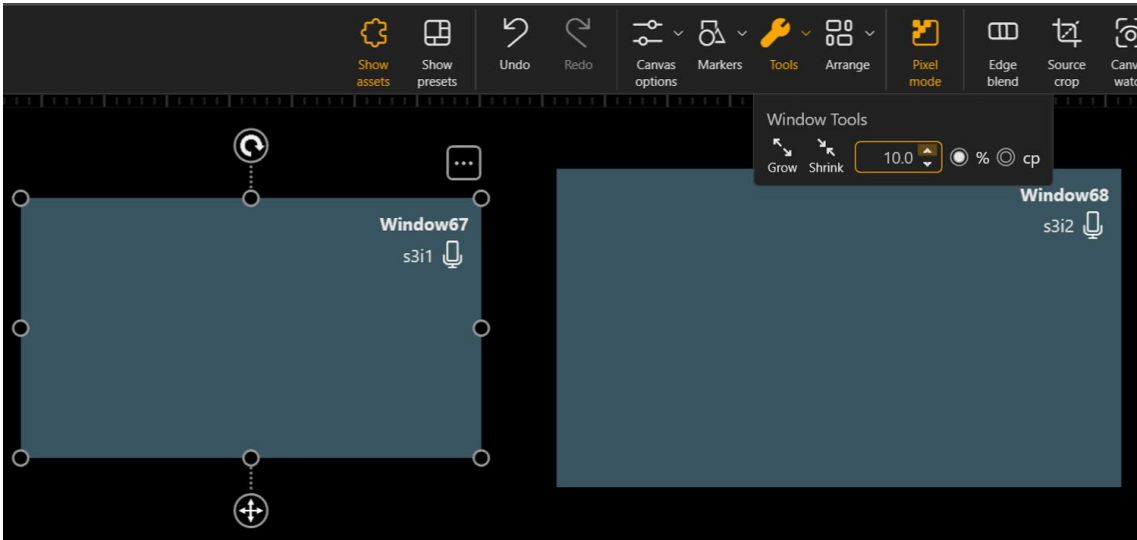 Show assets
Show presets
Undo
Redo
Canvas options
Markers
Tools
Arrange
Pixel mode
Edge blend
Source crop
Window Tools
Grow
Shrink
10.0
%
cp
Window67
s3i1
Window68
s3i2